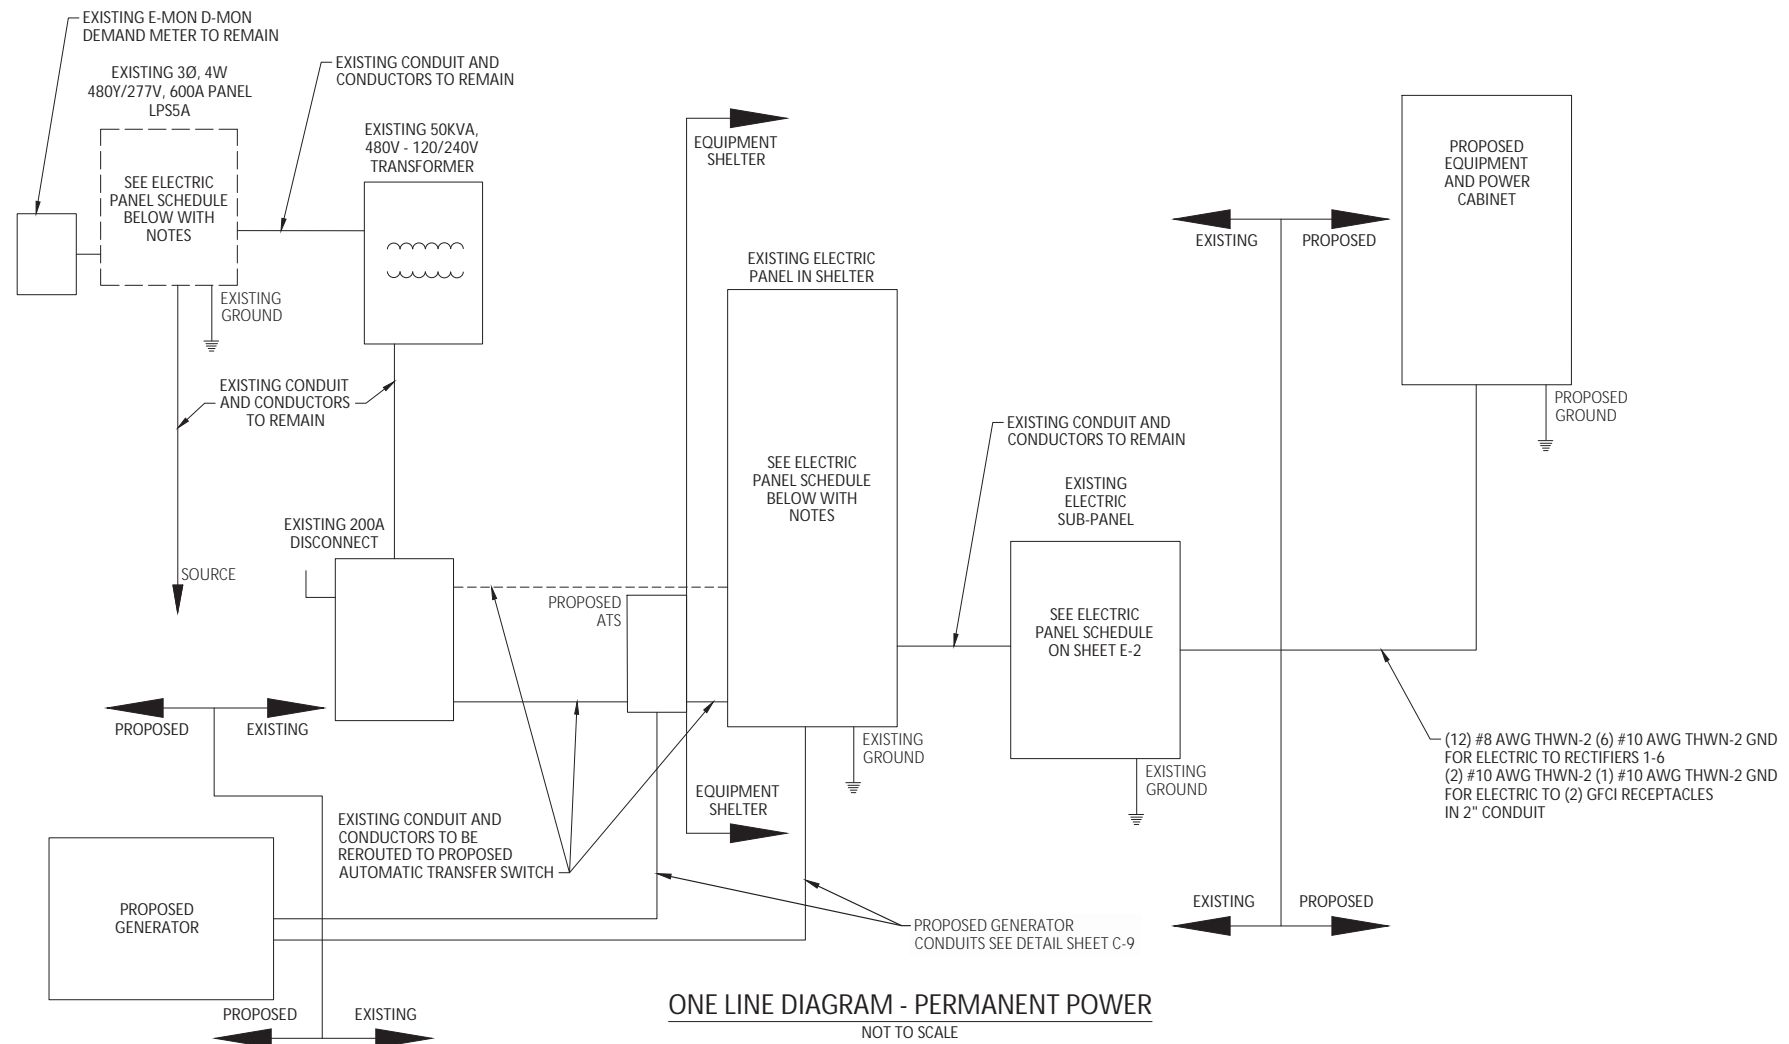 EXISTING E-MON D-MON
DEMAND METER TO REMAIN
EXISTING 3Ø, 4W
480Y/277V, 600A PANEL
LPS5A
SEE ELECTRIC
PANEL SCHEDULE
BELOW WITH
NOTES
EXISTING CONDUIT AND
CONDUCTORS TO REMAIN
EXISTING 50KVA,
480V - 120/240V
TRANSFORMER
EXISTING
GROUND
EXISTING CONDUIT
AND CONDUCTORS
TO REMAIN
SOURCE
EXISTING 200A
DISCONNECT
EQUIPMENT
SHELTER
EXISTING ELECTRIC
PANEL IN SHELTER
SEE ELECTRIC
PANEL SCHEDULE
BELOW WITH
NOTES
PROPOSED
ATS
EXISTING
GROUND
EQUIPMENT
SHELTER
EXISTING CONDUIT AND
CONDUCTORS TO REMAIN
EXISTING
ELECTRIC
SUB-PANEL
SEE ELECTRIC
PANEL SCHEDULE
ON SHEET E-2
EXISTING
GROUND
EXISTING
PROPOSED
PROPOSED
EQUIPMENT
AND POWER
CABINET
PROPOSED
GROUND
(12) #8 AWG THWN-2 (6) #10 AWG THWN-2 GND
FOR ELECTRIC TO RECTIFIERS 1-6
(2) #10 AWG THWN-2 (1) #10 AWG THWN-2 GND
FOR ELECTRIC TO (2) GFCI RECEPTACLES
IN 2" CONDUIT
EXISTING
PROPOSED
PROPOSED
EXISTING
EXISTING CONDUIT AND
CONDUCTORS TO BE
REROUTED TO PROPOSED
AUTOMATIC TRANSFER SWITCH
PROPOSED
GENERATOR
PROPOSED GENERATOR
CONDUITS SEE DETAIL SHEET C-9
PROPOSED
EXISTING
ONE LINE DIAGRAM - PERMANENT POWER
NOT TO SCALE